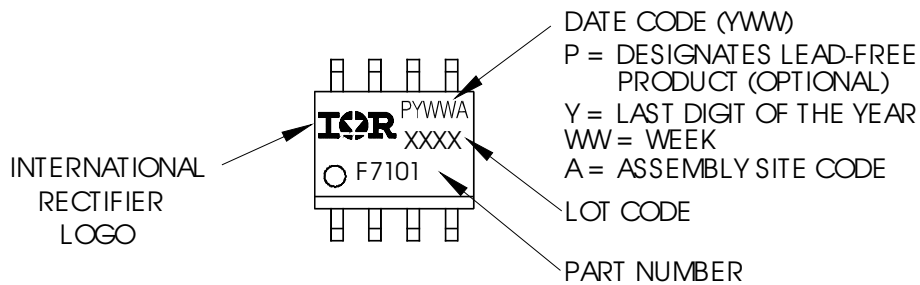 DATE CODE (YWW)
P = DESIGNATES LEAD-FREE
PRODUCT (OPTIONAL)
Y = LAST DIGIT OF THE YEAR
WW = WEEK
A = ASSEMBLY SITE CODE
LOT CODE
PART NUMBER
INTERNATIONAL
RECTIFIER
LOGO
IOR
PYWWA
XXXX
F7101